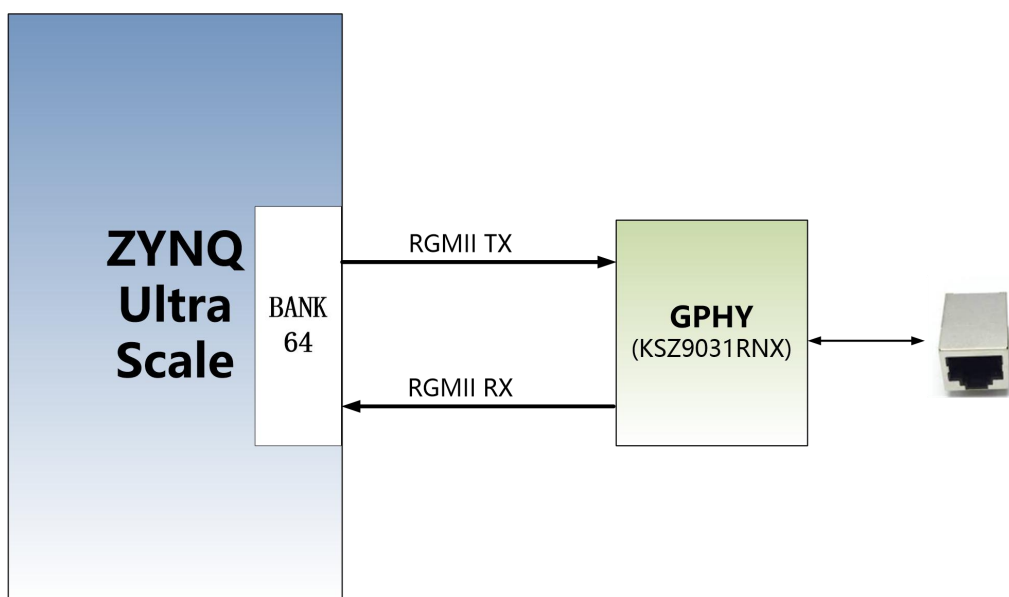 ZYNQ
Ultra
Scale
BANK
64
RGMII TX
RGMII RX
GPHY
(KSZ9031RNX)